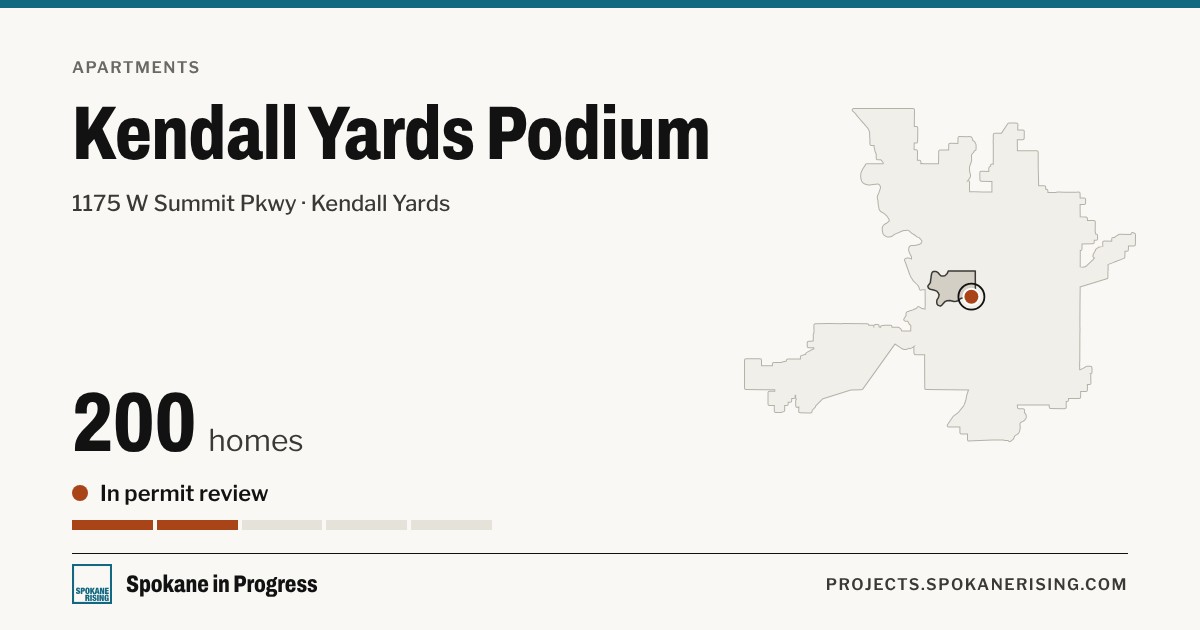 APARTMENTS
Kendall Yards Podium
1175 W Summit Pkwy · Kendall Yards
200 homes
In permit review
SPOKANE
RISING
Spokane in Progress
PROJECTS.SPOKANERISING.COM